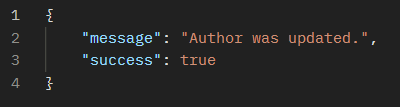 1 {
2     "message": "Author was updated.",
3     "success": true
4 }